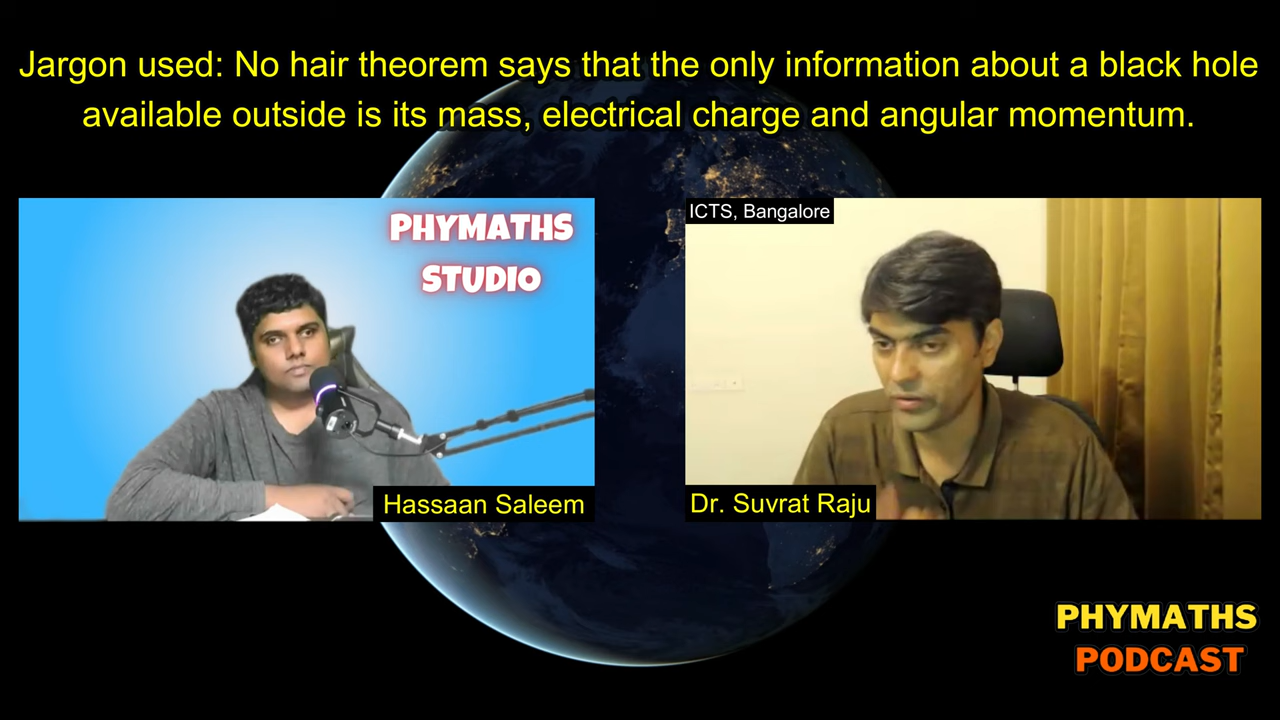 Jargon used: No hair theorem says that the only information about a black hole
available outside is its mass, electrical charge and angular momentum.
PHYMATHS
STUDIO
ICTS, Bangalore
Hassaan Saleem
Dr. Suvrat Raju
PHYMATHS
PODCAST